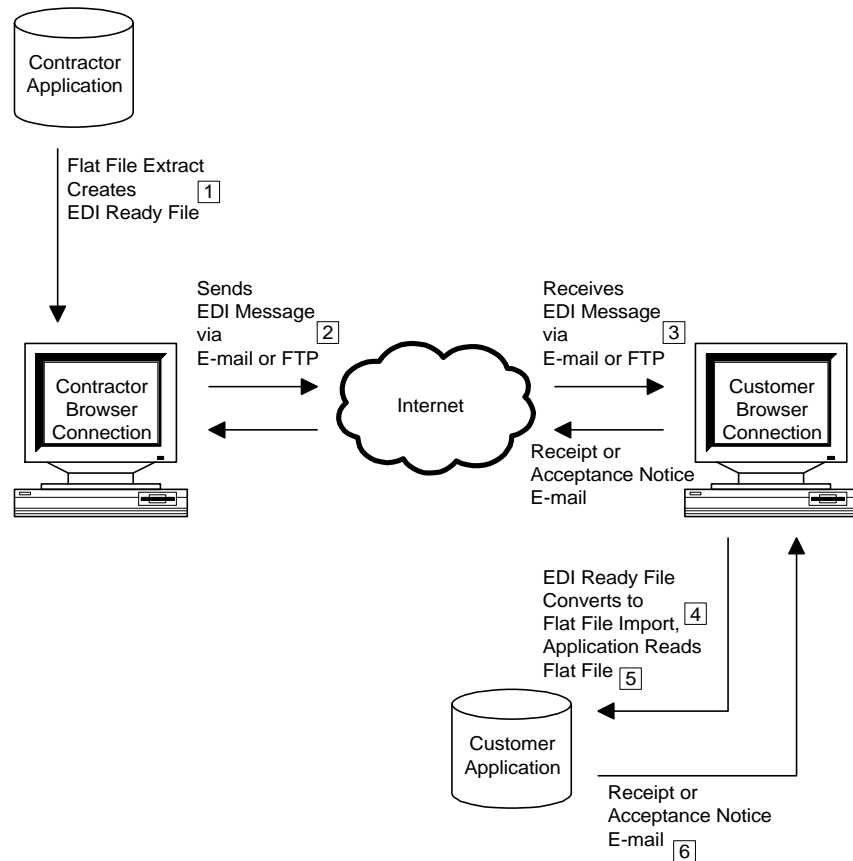 Contractor
Application
Flat File Extract
Creates
1
EDI Ready File
Sends
EDI Message
via
2
E-mail or FTP
Receives
EDI Message
via
3
E-mail or FTP
Contractor
Browser
Connection
Internet
Customer
Browser
Connection
Receipt or
Acceptance Notice
E-mail
EDI Ready File
Converts to
Flat File Import,
4
Application Reads
Flat File
5
Customer
Application
Receipt or
Acceptance Notice
E-mail
6